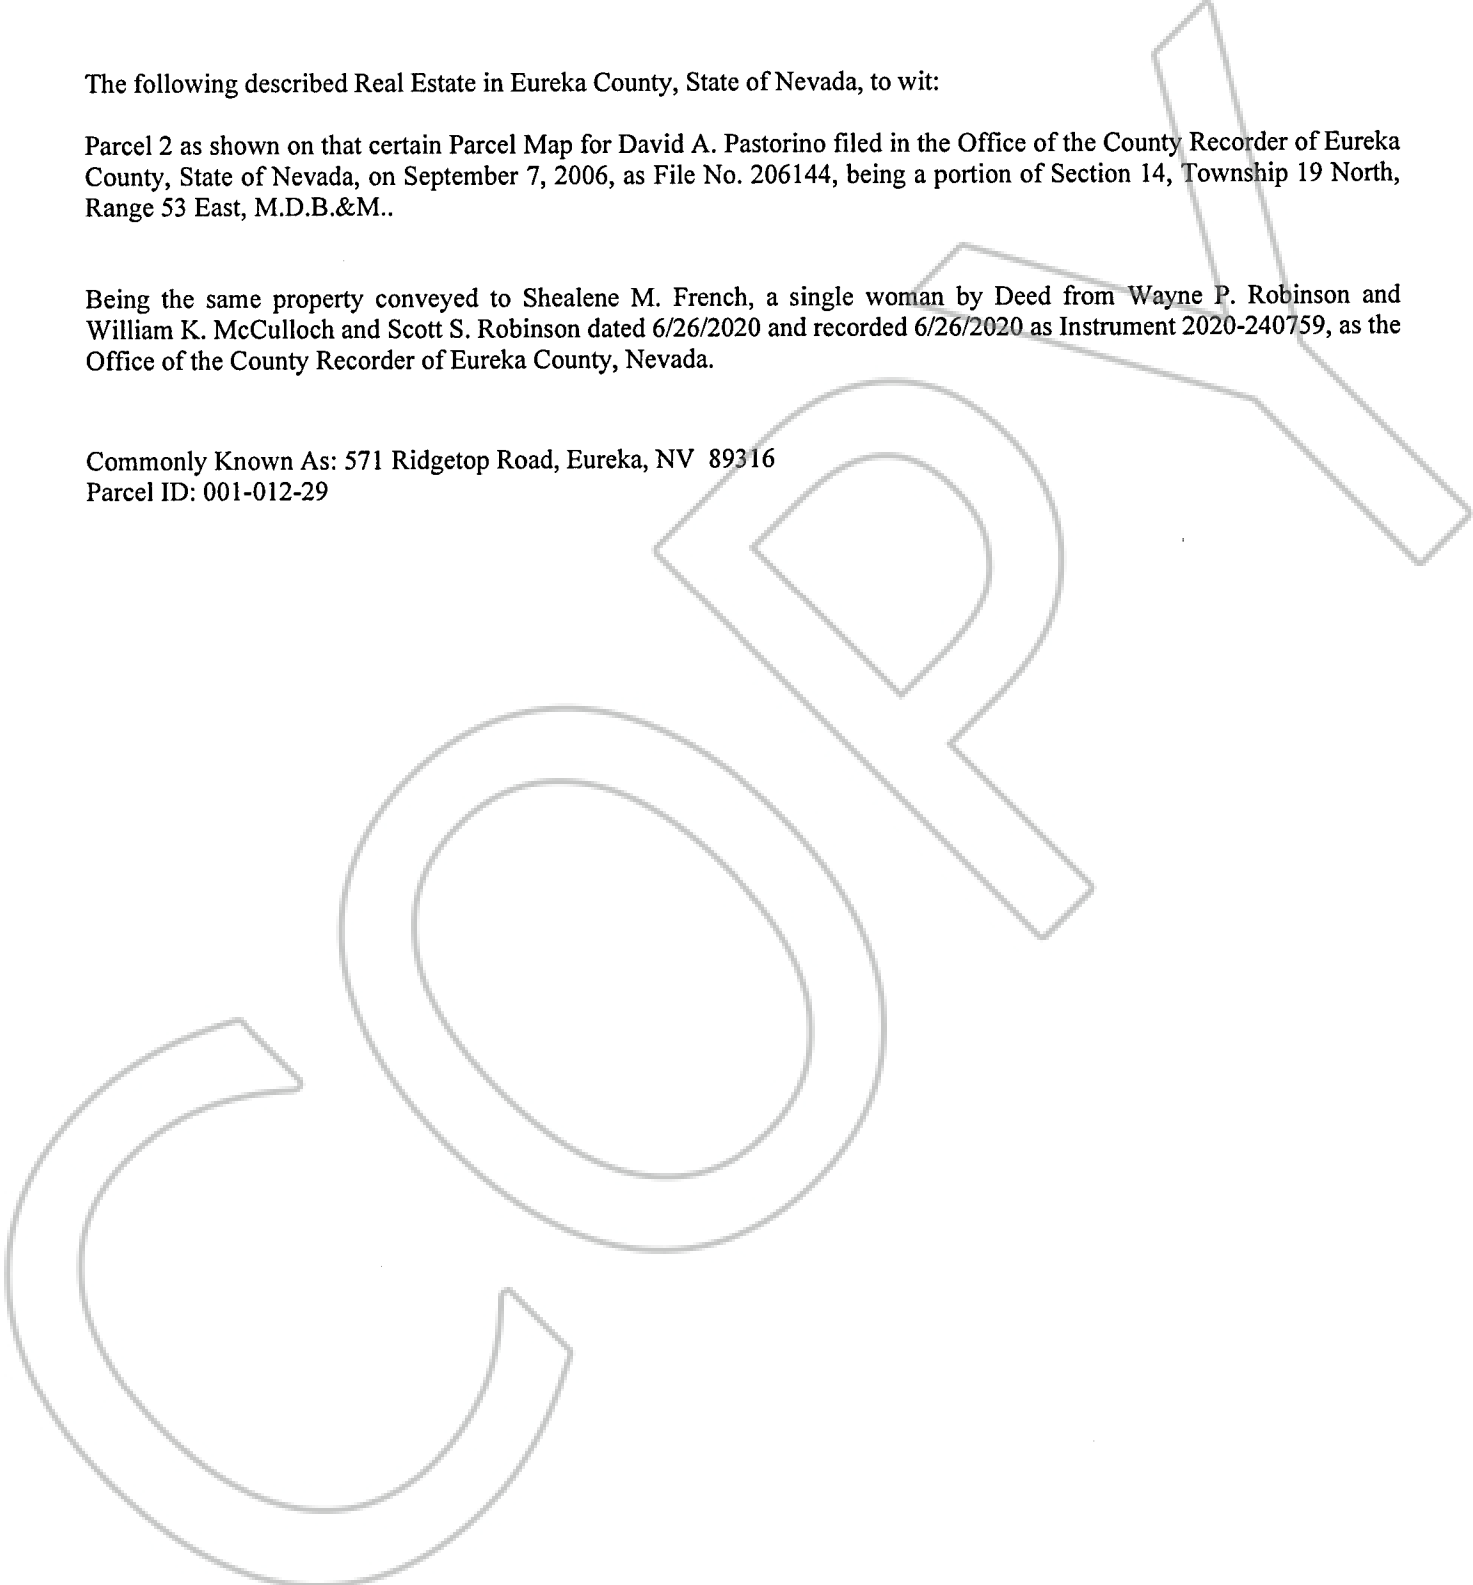 The following described Real Estate in Eureka County, State of Nevada, to wit:
Parcel 2 as shown on that certain Parcel Map for David A. Pastorino filed in the Office of the County Recorder of Eureka
County, State of Nevada, on September 7, 2006, as File No. 206144, being a portion of Section 14, Township 19 North,
Range 53 East, M.D.B.&M..
Being the same property conveyed to Shealene M. French, a single woman by Deed from Wayne P. Robinson and
William K. McCulloch and Scott S. Robinson dated 6/26/2020 and recorded 6/26/2020 as Instrument 2020-240759, as the
Office of the County Recorder of Eureka County, Nevada.
Commonly Known As: 571 Ridgetop Road, Eureka, NV 89316
Parcel ID: 001-012-29
COPY